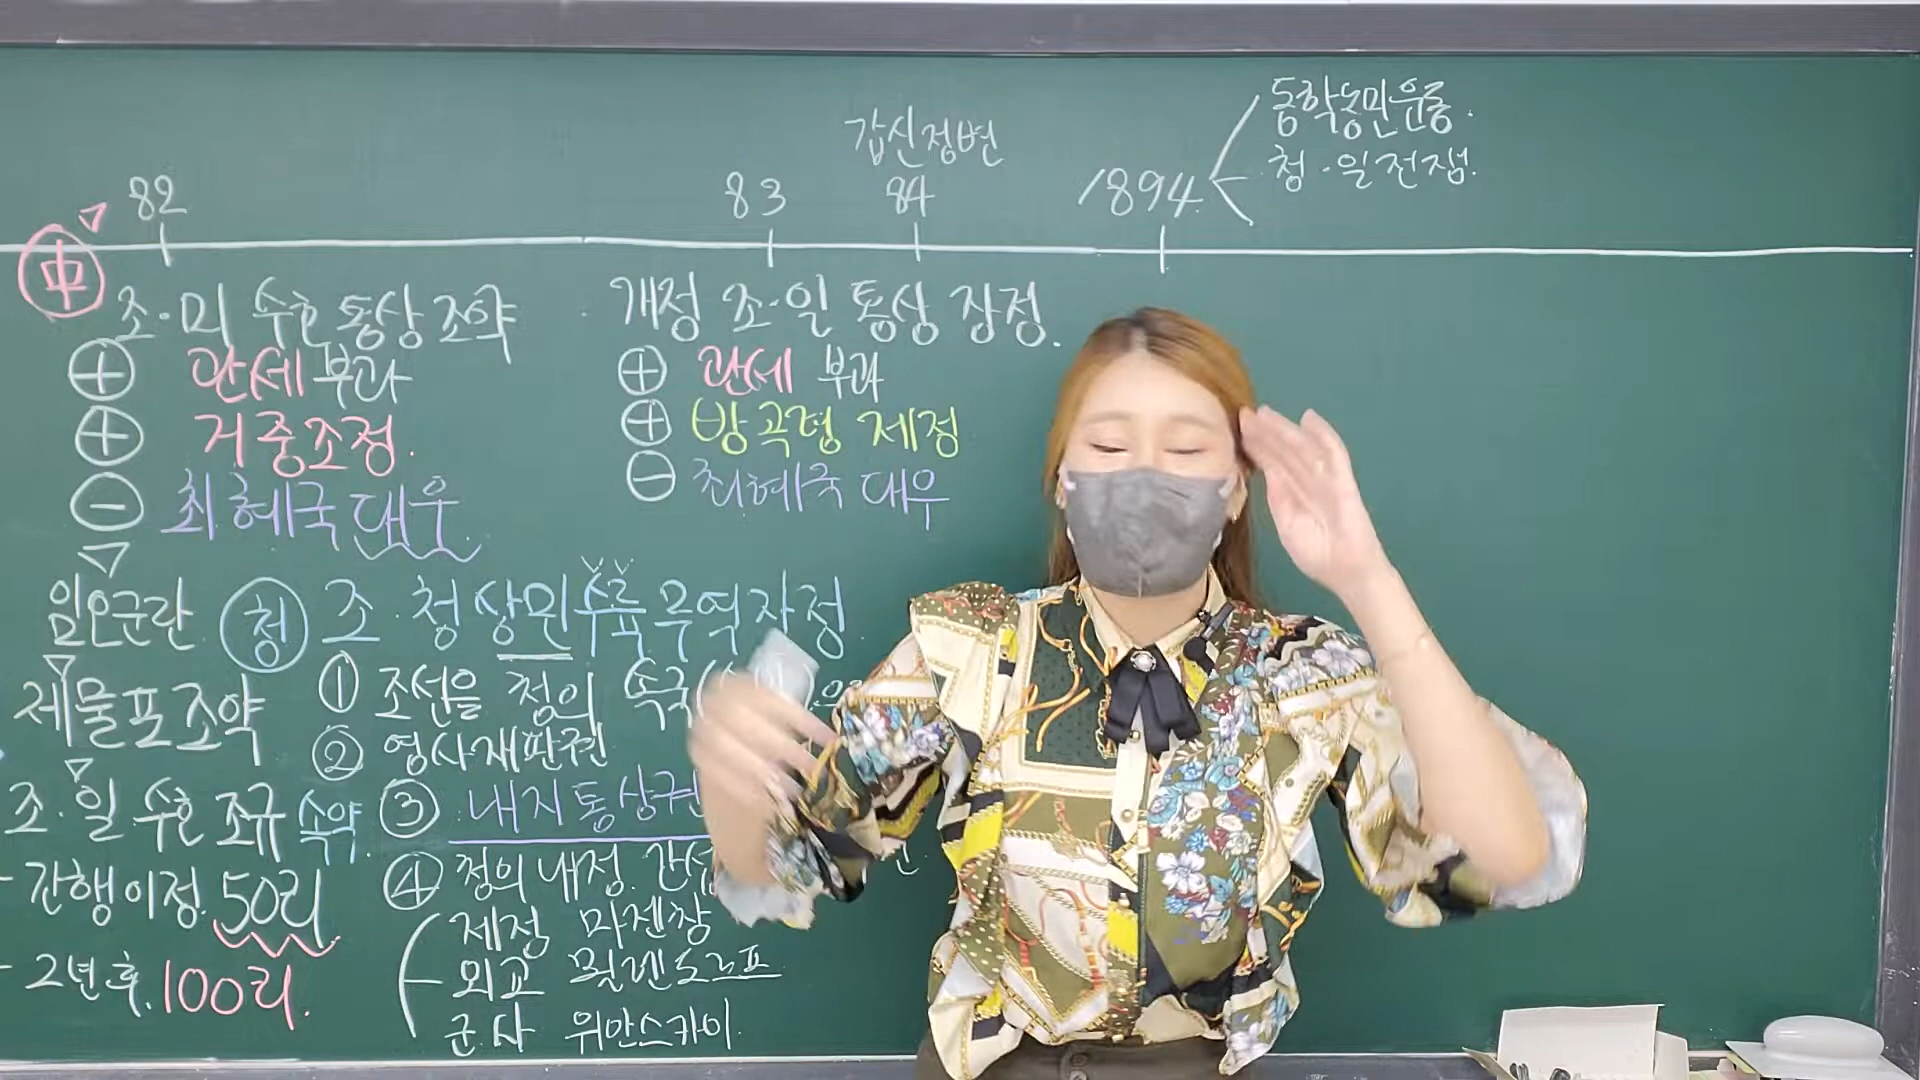 갑신정변
동학농민운동.
청·일전쟁.
82
83
84
1894
中
조·미 수호통상조약
⊕ 관세 부과
⊕ 거중조정.
⊖ 최혜국 대우
개정 조·일 통상 장정.
⊕ 관세 부과
⊕ 방곡령 제정
⊖ 최혜국 대우
임오군란
제물포조약
조·일 수호 조규 속약.
- 간행이정. 50리
- 2년 후. 100리.
청 조·청상민수륙무역장정.
① 조선을 청의
② 영사재판권
③ 내지통상권
④ 청의 내정
재정 마젠창
외교 묄렌도르프
군사 위안스카이.